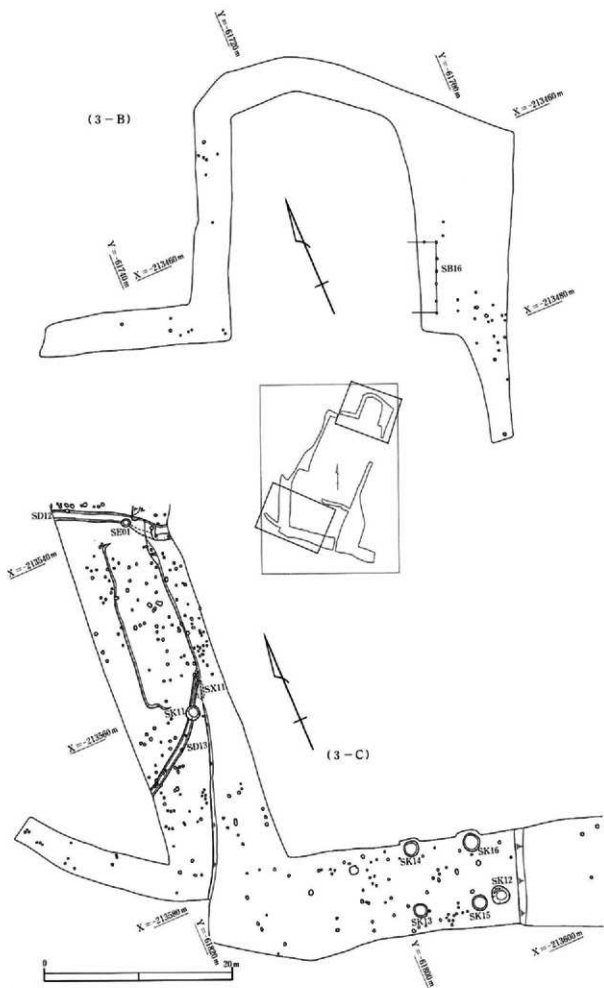 Y=-61720m
Y=-61700m
X=-213460m
(3-B)
Y=-61740m
X=-213460m
SB16
X=-213480m
SD12
SE01
X=-213540m
SX11
SK11
X=-213560m
SD13
(3-C)
SK14
SK16
SK12
SK13
SK15
X=-213580m
Y=-61820m
Y=-61800m
X=-213600m
0
20m